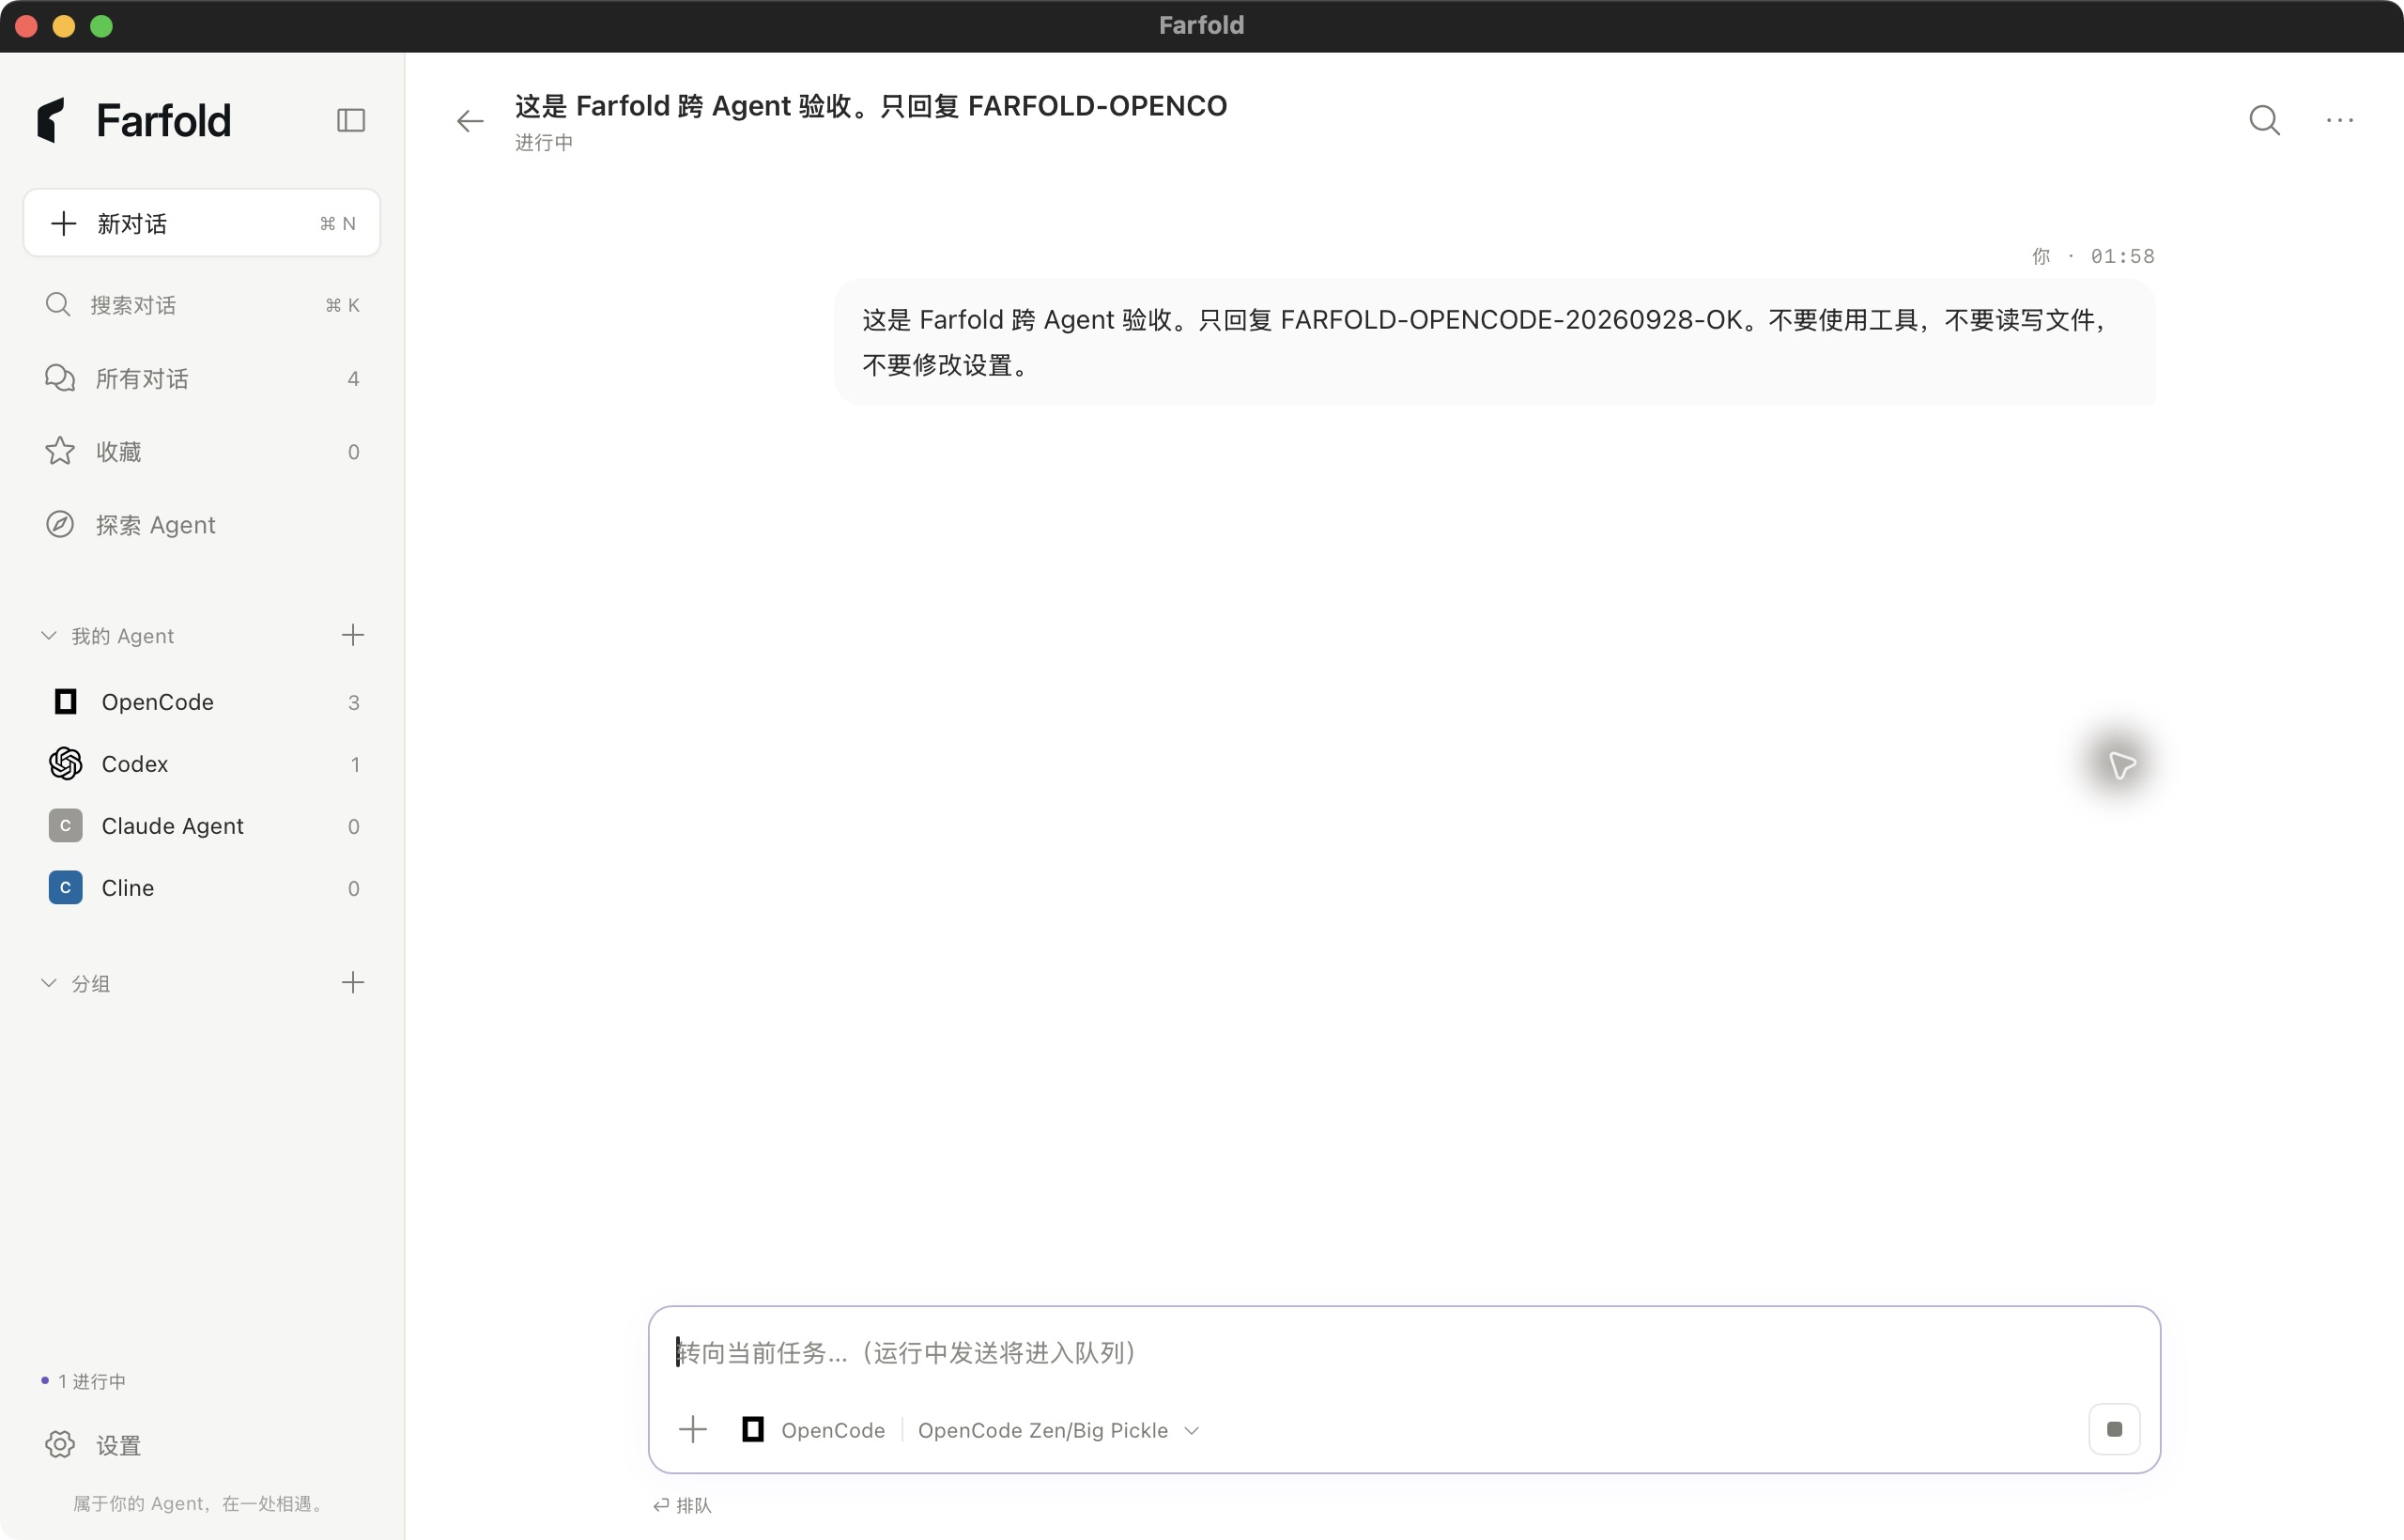 Farfold
Farfold
新对话 ⌘ N
搜索对话 ⌘ K
所有对话 4
收藏 0
探索 Agent
我的 Agent
OpenCode 3
Codex 1
C Claude Agent 0
C Cline 0
分组
1 进行中
设置
属于你的 Agent，在一处相遇。
这是 Farfold 跨 Agent 验收。只回复 FARFOLD-OPENCO
进行中
你 · 01:58
这是 Farfold 跨 Agent 验收。只回复 FARFOLD-OPENCODE-20260928-OK。不要使用工具，不要读写文件，
不要修改设置。
转向当前任务...（运行中发送将进入队列）
OpenCode OpenCode Zen/Big Pickle
排队